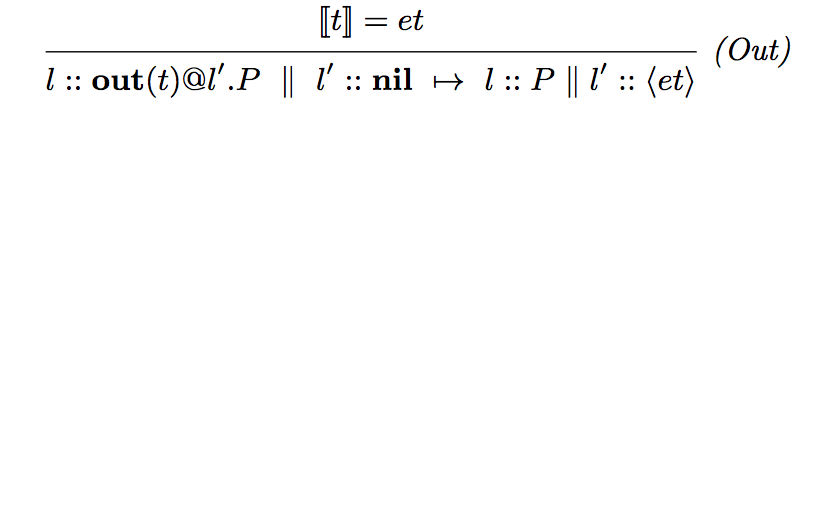 ⟦t⟧ = et
l :: out(t)@l′.P ∥ l′ :: nil ↦ l :: P ∥ l′ :: ⟨et⟩ (Out)